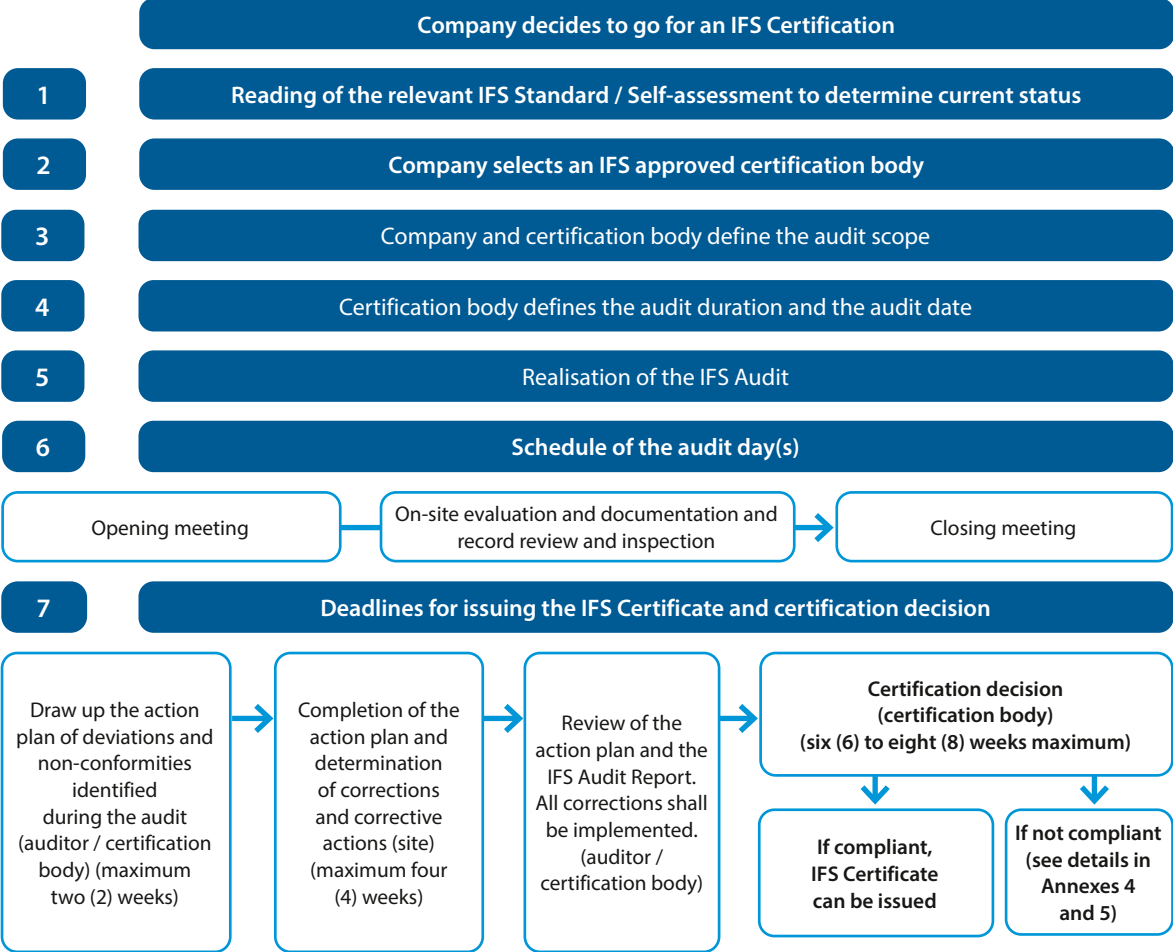 Company decides to go for an IFS Certification
1
Reading of the relevant IFS Standard / Self-assessment to determine current status
2
Company selects an IFS approved certification body
3
Company and certification body define the audit scope
4
Certification body defines the audit duration and the audit date
5
Realisation of the IFS Audit
6
Schedule of the audit day(s)
Opening meeting
On-site evaluation and documentation and
record review and inspection
Closing meeting
7
Deadlines for issuing the IFS Certificate and certification decision
Draw up the action
plan of deviations and
non-conformities
identified
during the audit
(auditor / certification
body) (maximum
two (2) weeks)
Completion of the
action plan and
determination
of corrections
and corrective
actions (site)
(maximum four
(4) weeks)
Review of the
action plan and the
IFS Audit Report.
All corrections shall
be implemented.
(auditor /
certification body)
Certification decision
(certification body)
(six (6) to eight (8) weeks maximum)
If compliant,
IFS Certificate
can be issued
If not compliant
(see details in
Annexes 4
and 5)